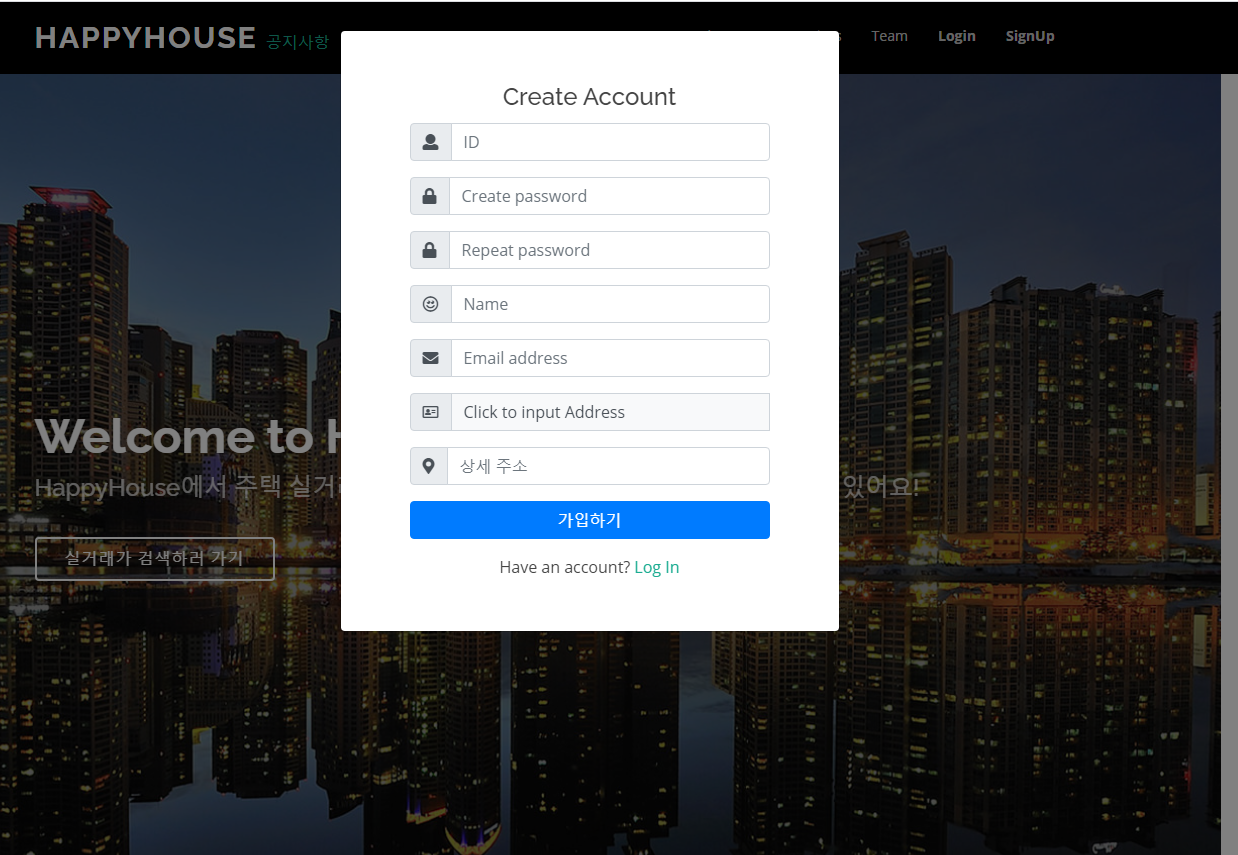 HAPPYHOUSE 공지사항
Team Login SignUp
Create Account
ID
Create password
Repeat password
Name
Email address
Click to input Address
상세 주소
가입하기
Have an account? Log In
Welcome to
HappyHouse에서 주택 있어요!
실거래가 검색하러 가기